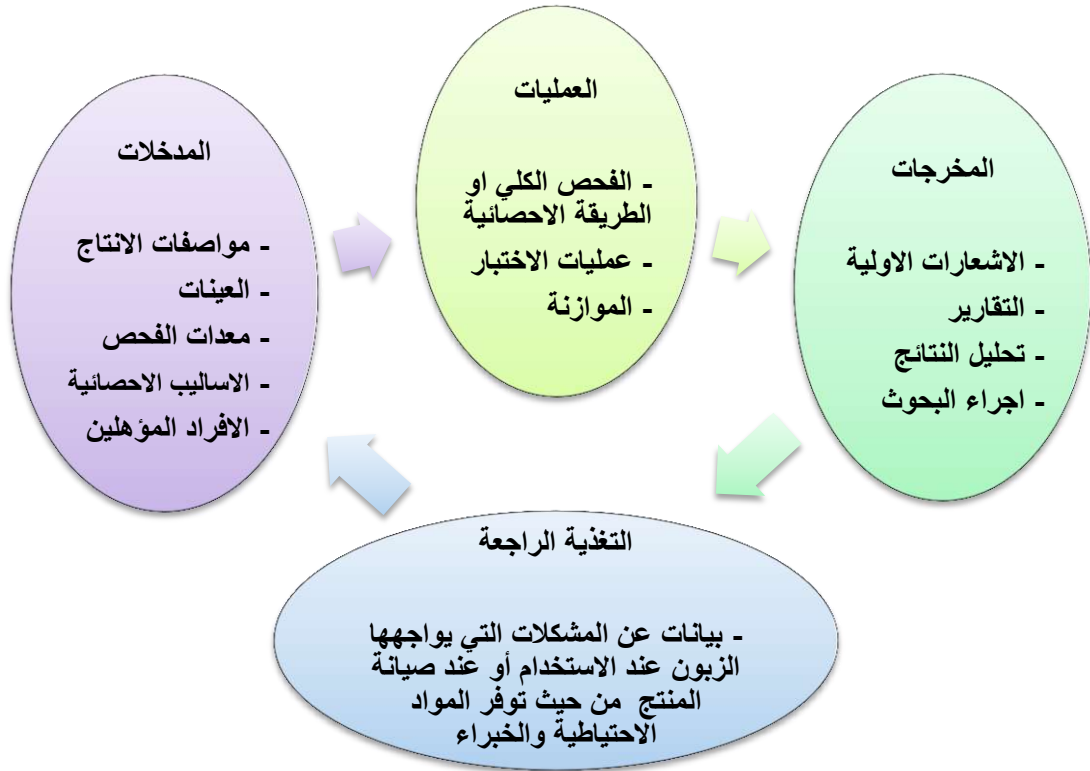 المدخلات
- مواصفات الانتاج
- العينات
- معدات الفحص
- الاساليب الاحصائية
- الافراد المؤهلين
العمليات
- الفحص الكلي او
الطريقة الاحصائية
- عمليات الاختبار
- الموازنة
المخرجات
- الاشعارات الاولية
- التقارير
- تحليل النتائج
- اجراء البحوث
التغذية الراجعة
- بيانات عن المشكلات التي يواجهها
الزبون عند الاستخدام أو عند صيانة
المنتج من حيث توفر المواد
الاحتياطية والخبراء